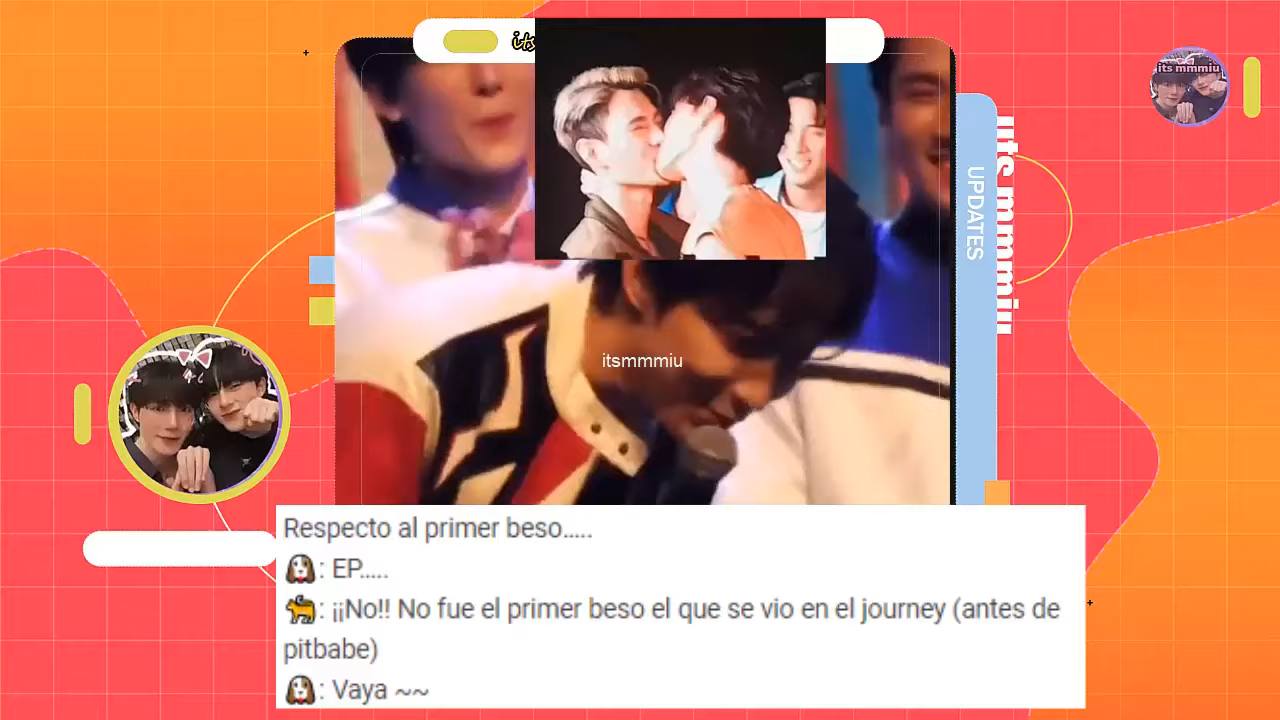 its
its mmmiu
UPDATES
its mmmiu
itsmmmiu
Respecto al primer beso.....
🐶: EP.....
🐅: ¡¡No!! No fue el primer beso el que se vio en el journey (antes de
pitbabe)
🐶: Vaya ~~